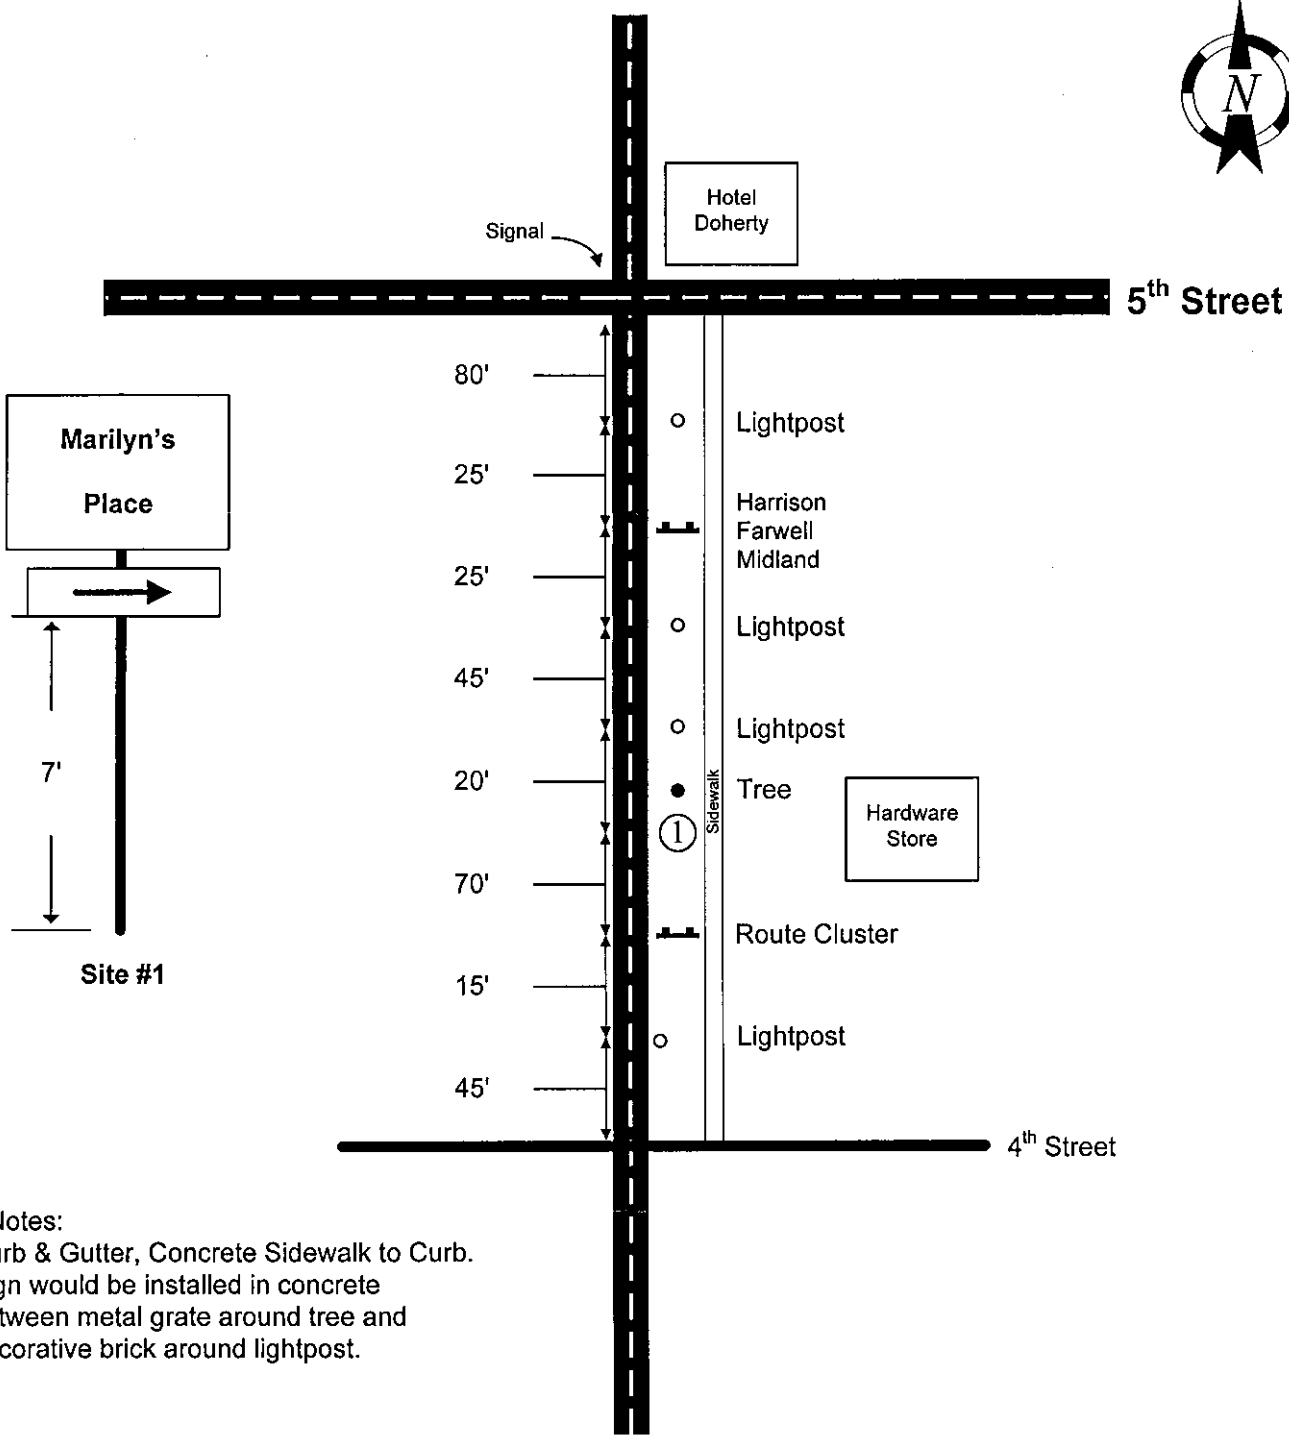 N
Hotel
Doherty
Signal
5th Street
80'
Lightpost
Marilyn's
Place
25'
Harrison
Farwell
Midland
25'
Lightpost
45'
Lightpost
7'
20'
Tree
Sidewalk
1
Hardware
Store
70'
Route Cluster
Site #1
15'
Lightpost
45'
4th Street
Notes:
urb & Gutter, Concrete Sidewalk to Curb.
ign would be installed in concrete
tween metal grate around tree and
corative brick around lightpost.